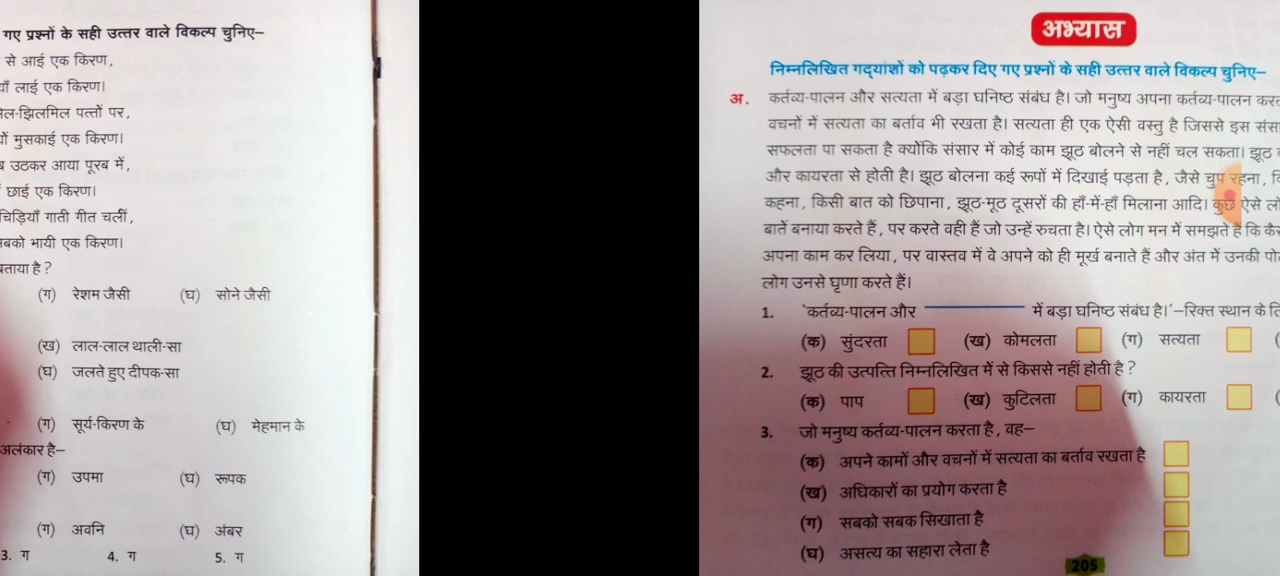 गए प्रश्नों के सही उत्तर वाले विकल्प चुनिए–
से आई एक किरण,
लाई एक किरण।
झिलमिल पत्तों पर,
मुसकाई एक किरण।
उठकर आया पूरब में,
छाई एक किरण।
चिड़ियाँ गाती गीत चलीं,
भायी एक किरण।
है?
(ग) रेशम जैसी (घ) सोने जैसी
(ख) लाल-लाल थाली-सा
(घ) जलते हुए दीपक-सा
(ग) सूर्य-किरण के (घ) मेहमान के
अलंकार है–
(ग) उपमा (घ) रूपक
(ग) अवनि (घ) अंबर
3. ग 4. ग 5. ग
अभ्यास
निम्नलिखित गद्यांशों को पढ़कर दिए गए प्रश्नों के सही उत्तर वाले विकल्प चुनिए–
अ. कर्तव्य-पालन और सत्यता में बड़ा घनिष्ठ संबंध है। जो मनुष्य अपना कर्तव्य-पालन
वचनों में सत्यता का बर्ताव भी रखता है। सत्यता ही एक ऐसी वस्तु है जिससे इस
सफलता पा सकता है क्योंकि संसार में कोई काम झूठ बोलने से नहीं चल सकता। झूठ
और कायरता से होती है। झूठ बोलना कई रूपों में दिखाई पड़ता है, जैसे चुप रहना,
कहना, किसी बात को छिपाना, झूठ-मूठ दूसरों की हाँ-में-हाँ मिलाना आदि। कुछ ऐसे
बातें बनाया करते हैं, पर करते वही हैं जो उन्हें रुचता है। ऐसे लोग मन में समझते हैं कि
अपना काम कर लिया, पर वास्तव में वे अपने को ही मूर्ख बनाते हैं और अंत में उनकी
लोग उनसे घृणा करते हैं।
1. 'कर्तव्य-पालन और ________ में बड़ा घनिष्ठ संबंध है।'–रिक्त स्थान के
(क) सुंदरता (ख) कोमलता (ग) सत्यता
2. झूठ की उत्पत्ति निम्नलिखित में से किससे नहीं होती है?
(क) पाप (ख) कुटिलता (ग) कायरता
3. जो मनुष्य कर्तव्य-पालन करता है, वह–
(क) अपने कामों और वचनों में सत्यता का बर्ताव रखता है
(ख) अधिकारों का प्रयोग करता है
(ग) सबको सबक सिखाता है
(घ) असत्य का सहारा लेता है
205